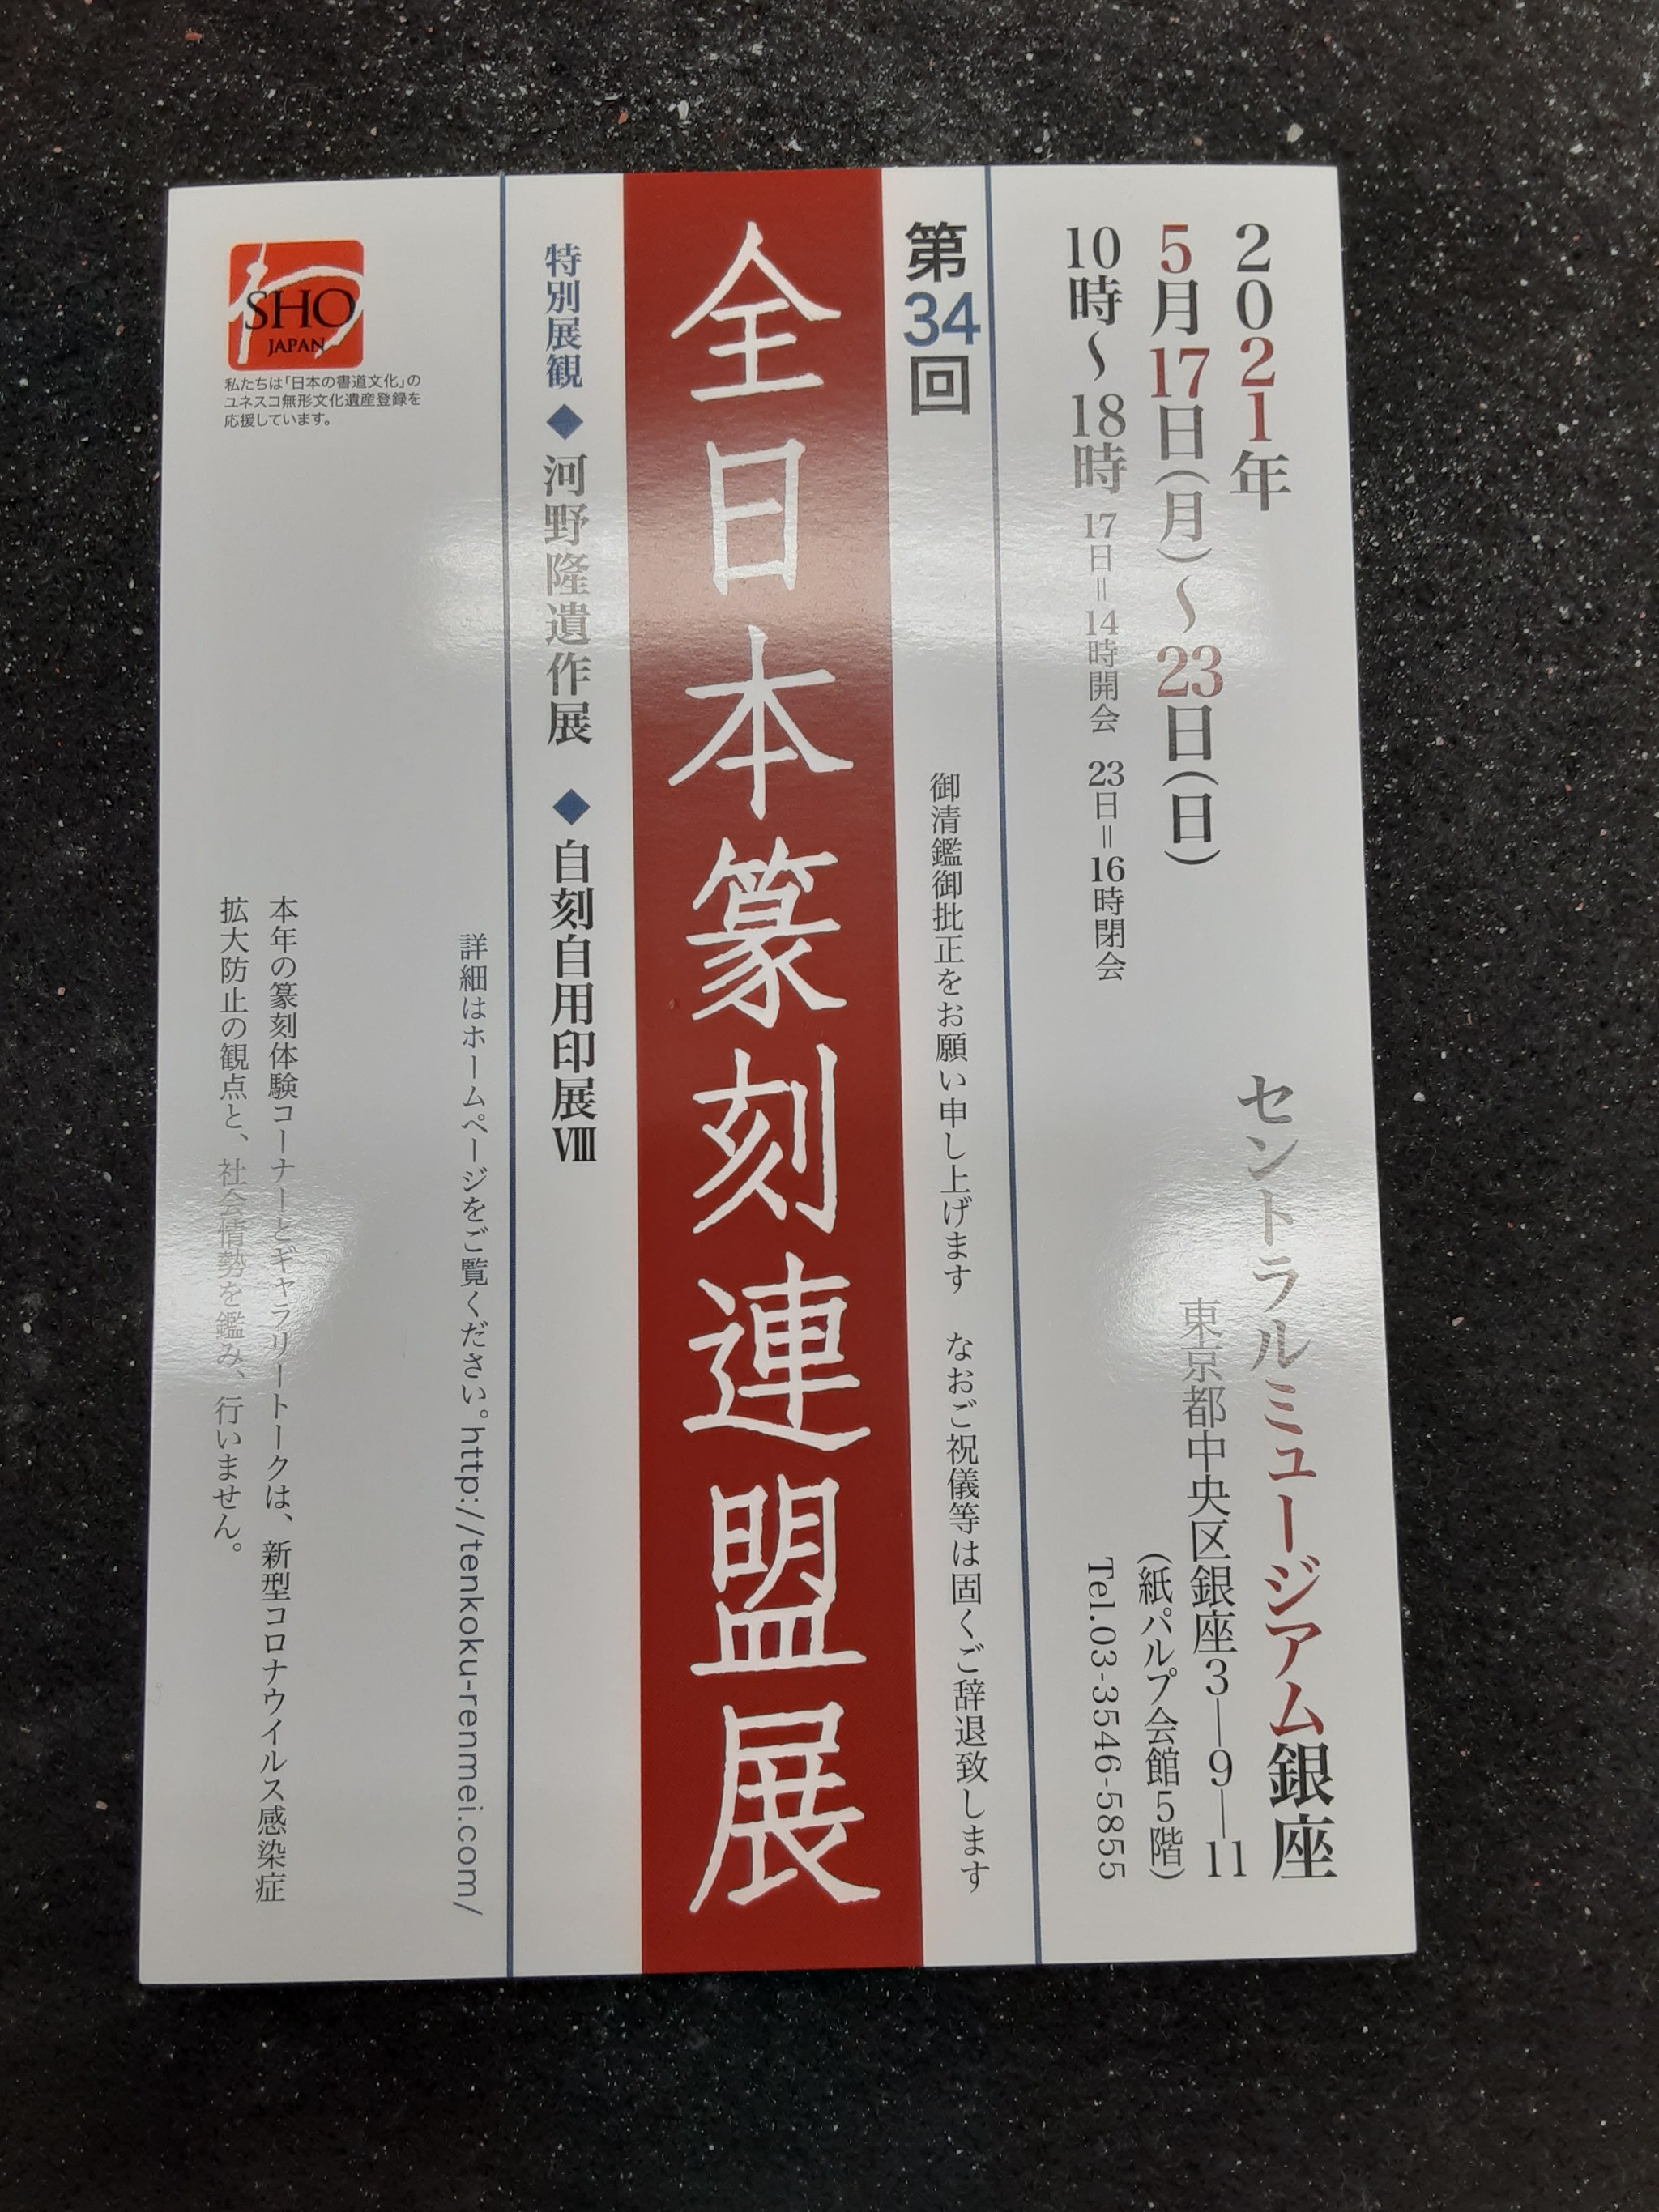 2021年
5月17日(月)〜23日(日)
10時〜18時 17日＝14時開会 23日＝16時閉会
セントラルミュージアム銀座
東京都中央区銀座3―9―11
(紙パルプ会館5階)
Tel.03-3546-5855
第34回
御清鑑御批正をお願い申し上げます なおご祝儀等は固くご辞退致します
全日本篆刻連盟展
特別展観◆河野隆遺作展 ◆自刻自用印展Ⅷ
詳細はホームページをご覧ください。http://tenkoku-renmei.com/
本年の篆刻体験コーナーとギャラリートークは、新型コロナウイルス感染症
拡大防止の観点と、社会情勢を鑑み、行いません。
SHO
JAPAN
私たちは「日本の書道文化」の
ユネスコ無形文化遺産登録を
応援しています。